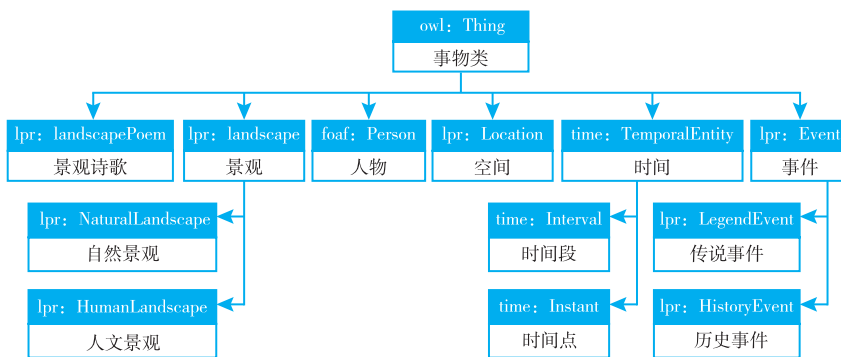 owl：Thing
事物类
lpr：landscapePoem
景观诗歌
lpr：landscape
景观
foaf：Person
人物
lpr：Location
空间
time：TemporalEntity
时间
lpr：Event
事件
lpr：NaturalLandscape
自然景观
time：Interval
时间段
lpr：LegendEvent
传说事件
lpr：HumanLandscape
人文景观
time：Instant
时间点
lpr：HistoryEvent
历史事件